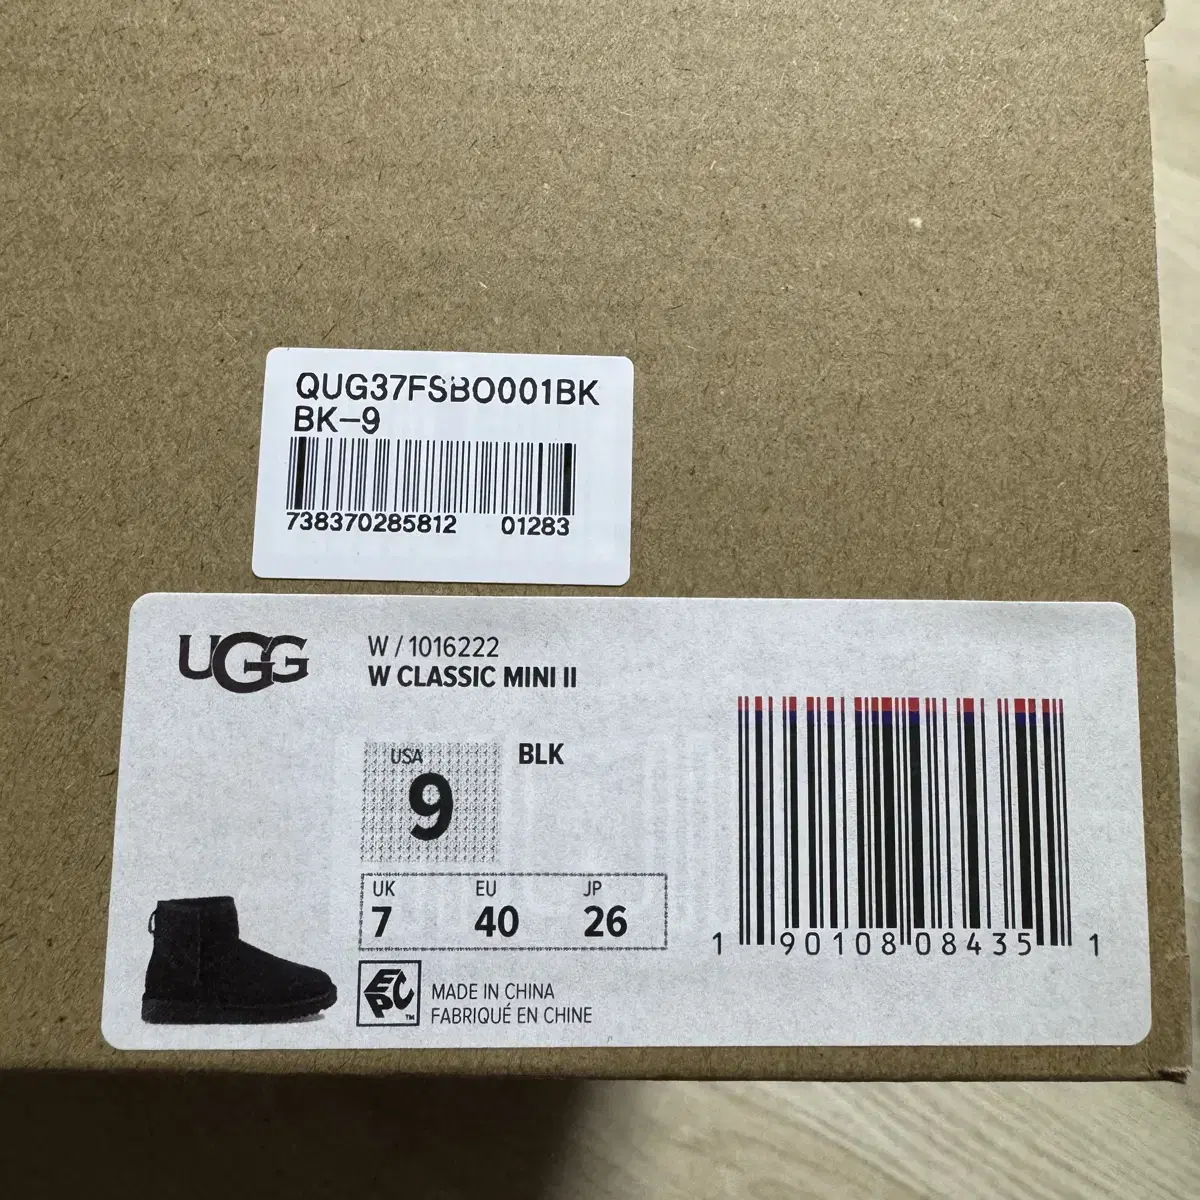 QUG37FSBO001BK
BK-9
738370285812 01283
UGG
W / 1016222
W CLASSIC MINI II
USA
9
BLK
UK EU JP
7 40 26
1 90108 08435 1
EPC™
MADE IN CHINA
FABRIQUÉ EN CHINE